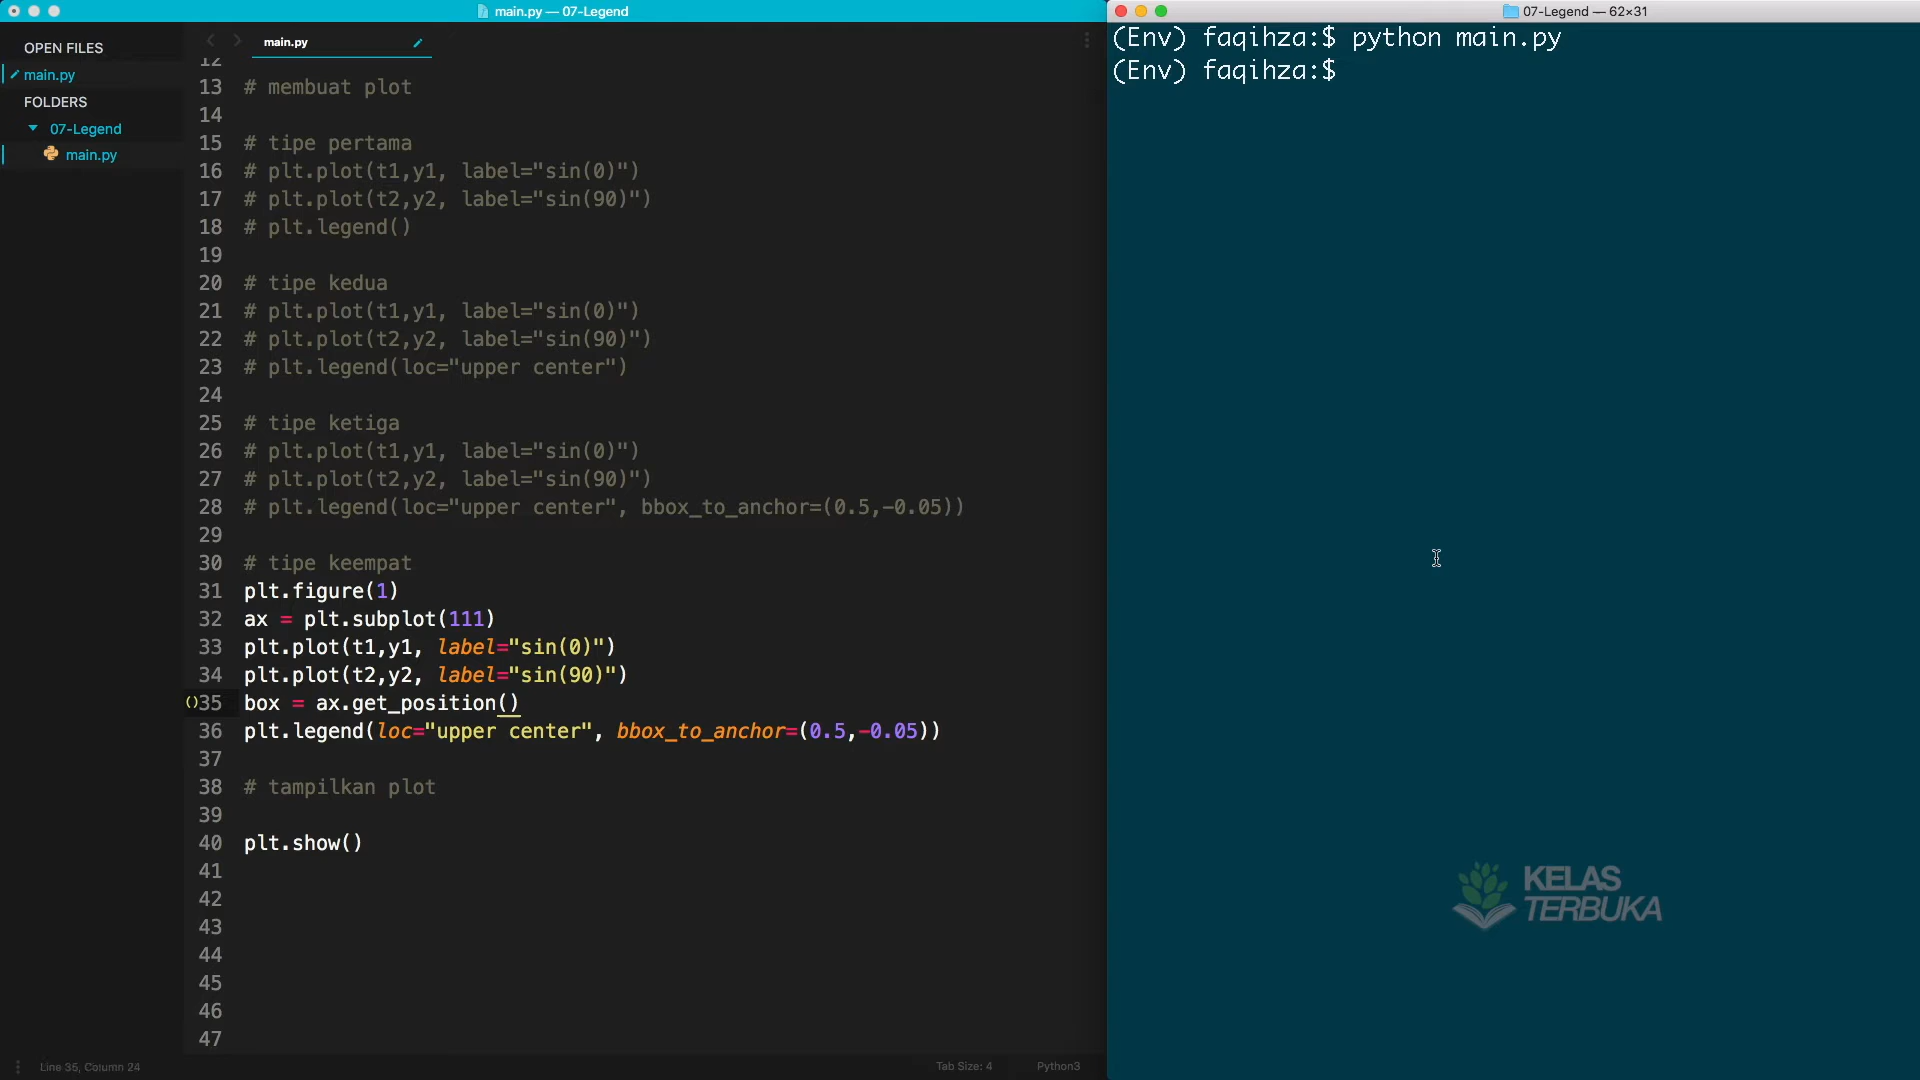 main.py — 07-Legend
07-Legend — 62×31
OPEN FILES
main.py
FOLDERS
07-Legend
main.py
main.py
12
13 # membuat plot
14
15 # tipe pertama
16 # plt.plot(t1,y1, label="sin(0)")
17 # plt.plot(t2,y2, label="sin(90)")
18 # plt.legend()
19
20 # tipe kedua
21 # plt.plot(t1,y1, label="sin(0)")
22 # plt.plot(t2,y2, label="sin(90)")
23 # plt.legend(loc="upper center")
24
25 # tipe ketiga
26 # plt.plot(t1,y1, label="sin(0)")
27 # plt.plot(t2,y2, label="sin(90)")
28 # plt.legend(loc="upper center", bbox_to_anchor=(0.5,-0.05))
29
30 # tipe keempat
31 plt.figure(1)
32 ax = plt.subplot(111)
33 plt.plot(t1,y1, label="sin(0)")
34 plt.plot(t2,y2, label="sin(90)")
()35 box = ax.get_position()
36 plt.legend(loc="upper center", bbox_to_anchor=(0.5,-0.05))
37
38 # tampilkan plot
39
40 plt.show()
41
42
43
44
45
46
47
Line 35, Column 24
Tab Size: 4
Python3
(Env) faqihza:$ python main.py
(Env) faqihza:$
KELAS
TERBUKA